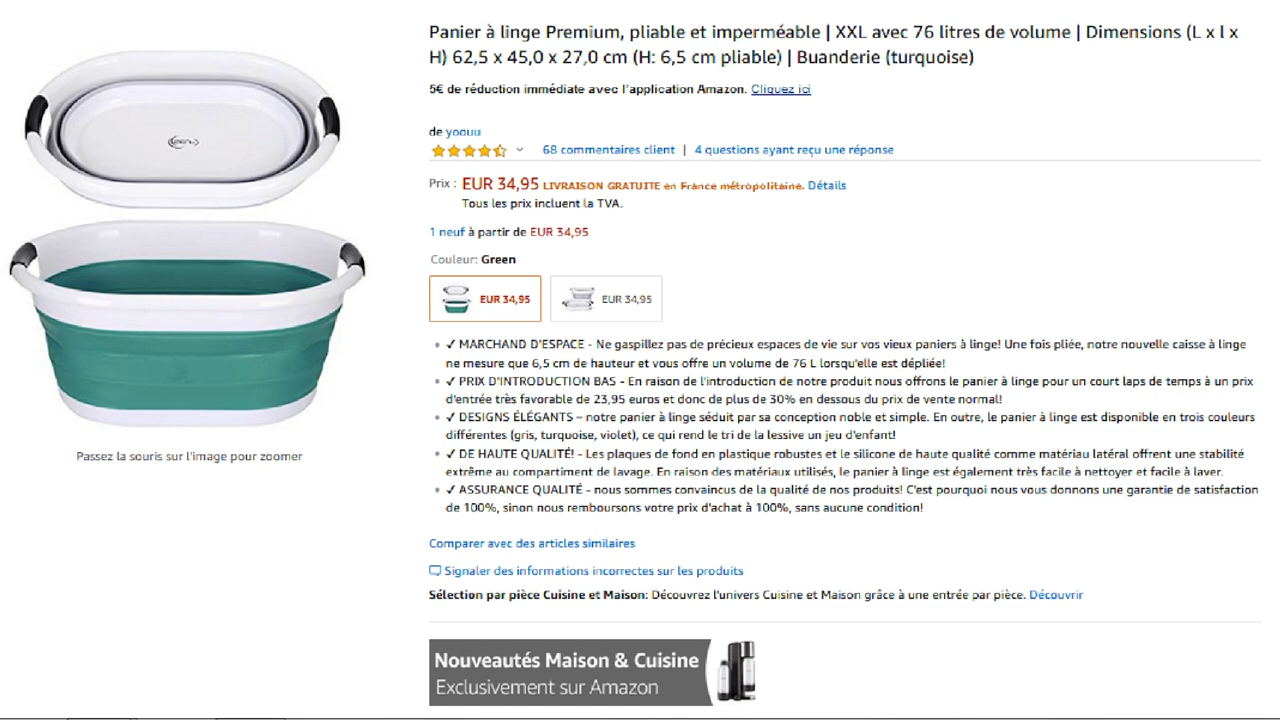 Panier à linge Premium, pliable et imperméable | XXL avec 76 litres de volume | Dimensions (L x l x
H) 62,5 x 45,0 x 27,0 cm (H: 6,5 cm pliable) | Buanderie (turquoise)
5€ de réduction immédiate avec l'application Amazon. Cliquez ici
de yoouu
68 commentaires client | 4 questions ayant reçu une réponse
Prix : EUR 34,95 LIVRAISON GRATUITE en France métropolitaine. Détails
Tous les prix incluent la TVA.
1 neuf à partir de EUR 34,95
Couleur: Green
EUR 34,95 EUR 34,95
• ✔ MARCHAND D'ESPACE - Ne gaspillez pas de précieux espaces de vie sur vos vieux paniers à linge! Une fois pliée, notre nouvelle caisse à linge
ne mesure que 6,5 cm de hauteur et vous offre un volume de 76 L lorsqu'elle est dépliée!
• ✔ PRIX D'INTRODUCTION BAS - En raison de l'introduction de notre produit nous offrons le panier à linge pour un court laps de temps à un prix
d'entrée très favorable de 23,95 euros et donc de plus de 30% en dessous du prix de vente normal!
• ✔ DESIGNS ÉLÉGANTS – notre panier à linge séduit par sa conception noble et simple. En outre, le panier à linge est disponible en trois couleurs
différentes (gris, turquoise, violet), ce qui rend le tri de la lessive un jeu d'enfant!
• ✔ DE HAUTE QUALITÉ! - Les plaques de fond en plastique robustes et le silicone de haute qualité comme matériau latéral offrent une stabilité
extrême au compartiment de lavage. En raison des matériaux utilisés, le panier à linge est également très facile à nettoyer et facile à laver.
• ✔ ASSURANCE QUALITÉ - nous sommes convaincus de la qualité de nos produits! C'est pourquoi nous vous donnons une garantie de satisfaction
de 100%, sinon nous remboursons votre prix d'achat à 100%, sans aucune condition!
Passez la souris sur l'image pour zoomer
Comparer avec des articles similaires
Signaler des informations incorrectes sur les produits
Sélection par pièce Cuisine et Maison: Découvrez l'univers Cuisine et Maison grâce à une entrée par pièce. Découvrir
Nouveautés Maison & Cuisine
Exclusivement sur Amazon